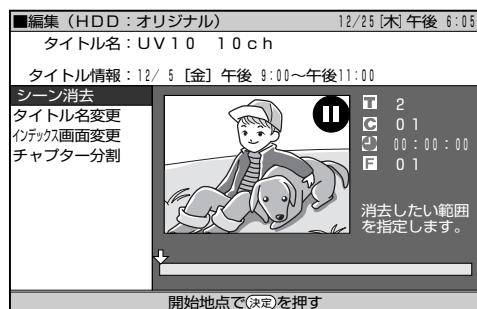 ■編集（HDD：オリジナル） 12/25[木]午後 6:05
タイトル名：UV10 10ch
タイトル情報：12/ 5 [金] 午後 9:00～午後11:00
シーン消去
タイトル名変更
インデックス画面変更
チャプター分割
T 2
C 01
00：00：00
F 01
消去したい範囲
を指定します。
開始地点で決定を押す